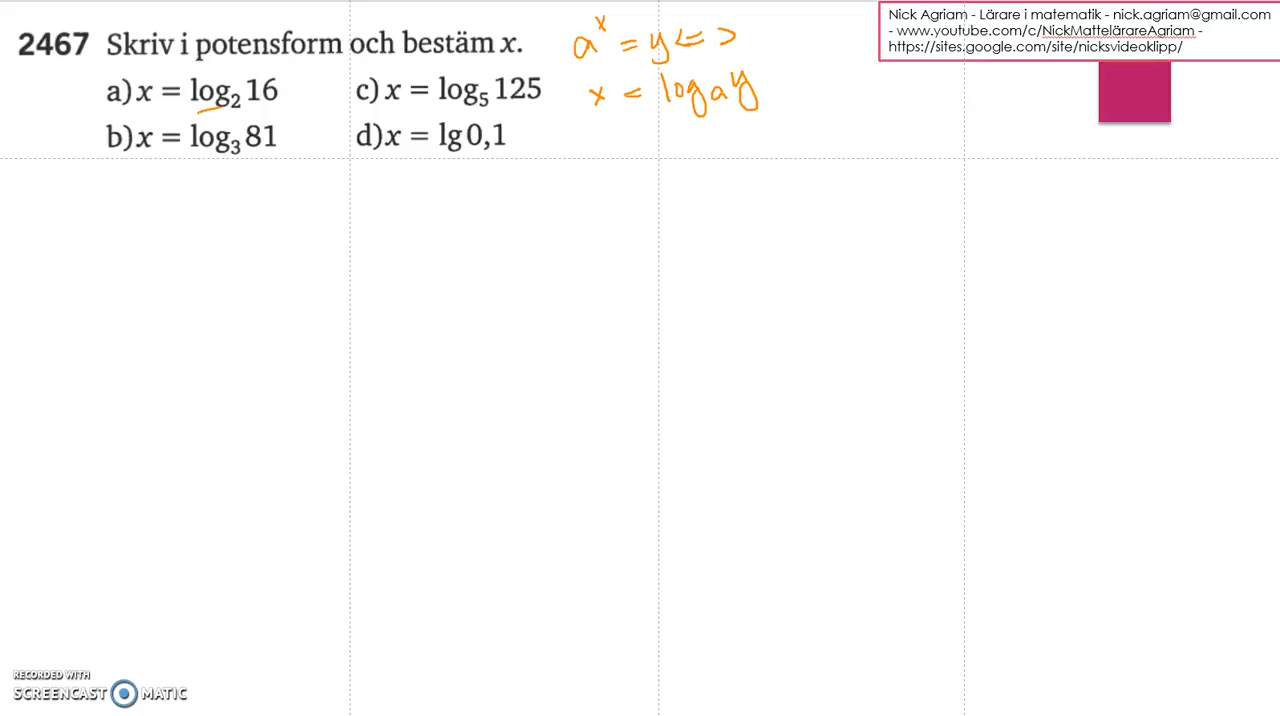 2467 Skriv i potensform och bestäm x.
a) x = log₂ 16
c) x = log₅ 125
b) x = log₃ 81
d) x = lg 0,1
aˣ = y <=>
x = logₐ y
Nick Agriam - Lärare i matematik - nick.agriam@gmail.com
- www.youtube.com/c/NickMattelärareAgriam -
https://sites.google.com/site/nicksvideoklipp/
RECORDED WITH
SCREENCAST MATIC